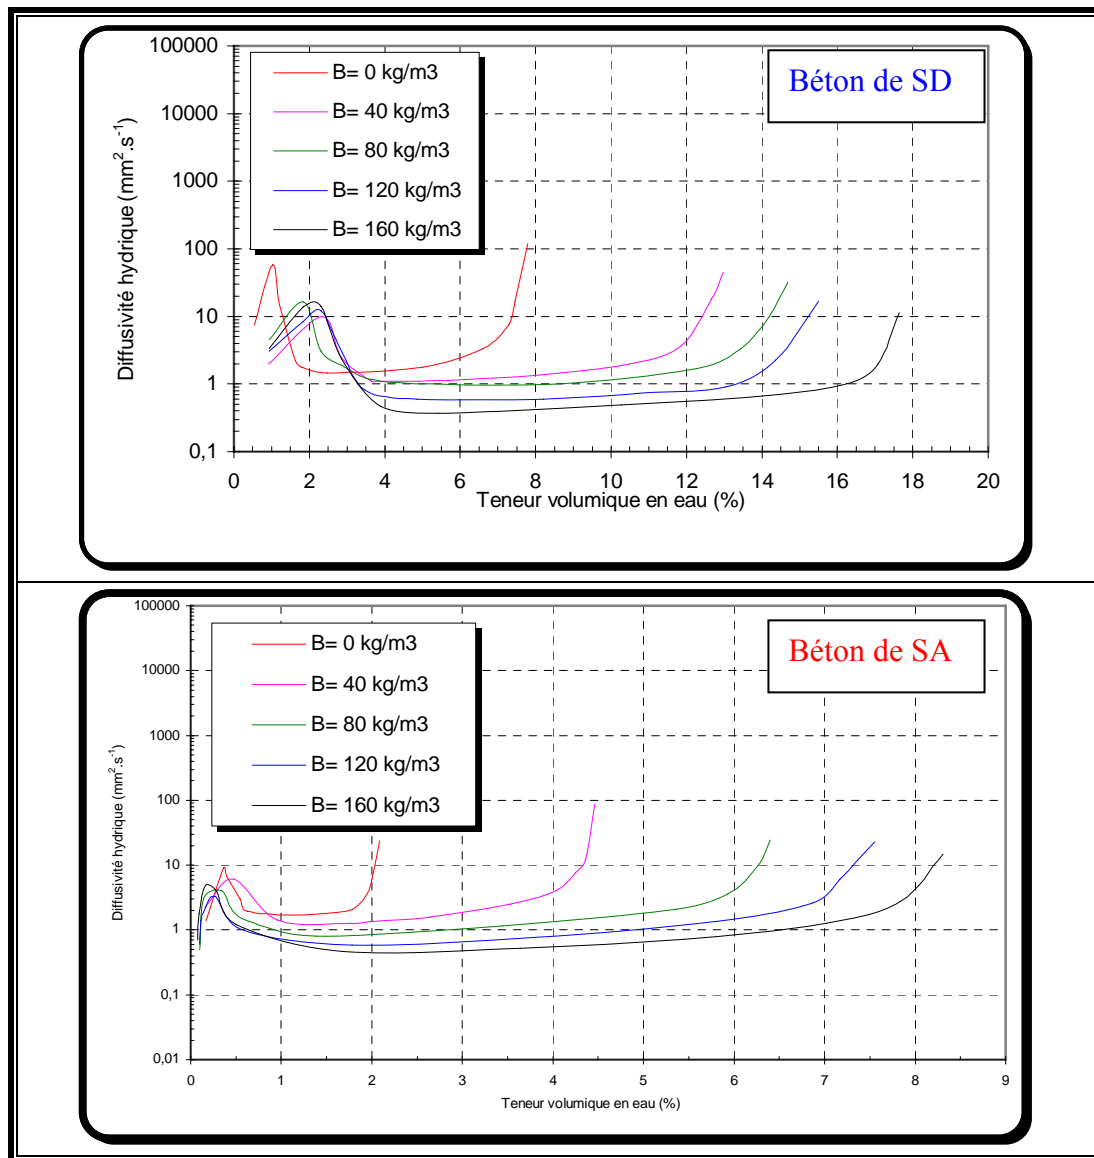 Béton de SD
Diffusivité hydrique (mm².s⁻¹)
100000
10000
1000
100
10
1
0,1
B= 0 kg/m3
B= 40 kg/m3
B= 80 kg/m3
B= 120 kg/m3
B= 160 kg/m3
0 2 4 6 8 10 12 14 16 18 20
Teneur volumique en eau (%)
Béton de SA
Diffusivité hydrique (mm².s⁻¹)
100000
10000
1000
100
10
1
0,1
0,01
B= 0 kg/m3
B= 40 kg/m3
B= 80 kg/m3
B= 120 kg/m3
B= 160 kg/m3
0 1 2 3 4 5 6 7 8 9
Teneur volumique en eau (%)